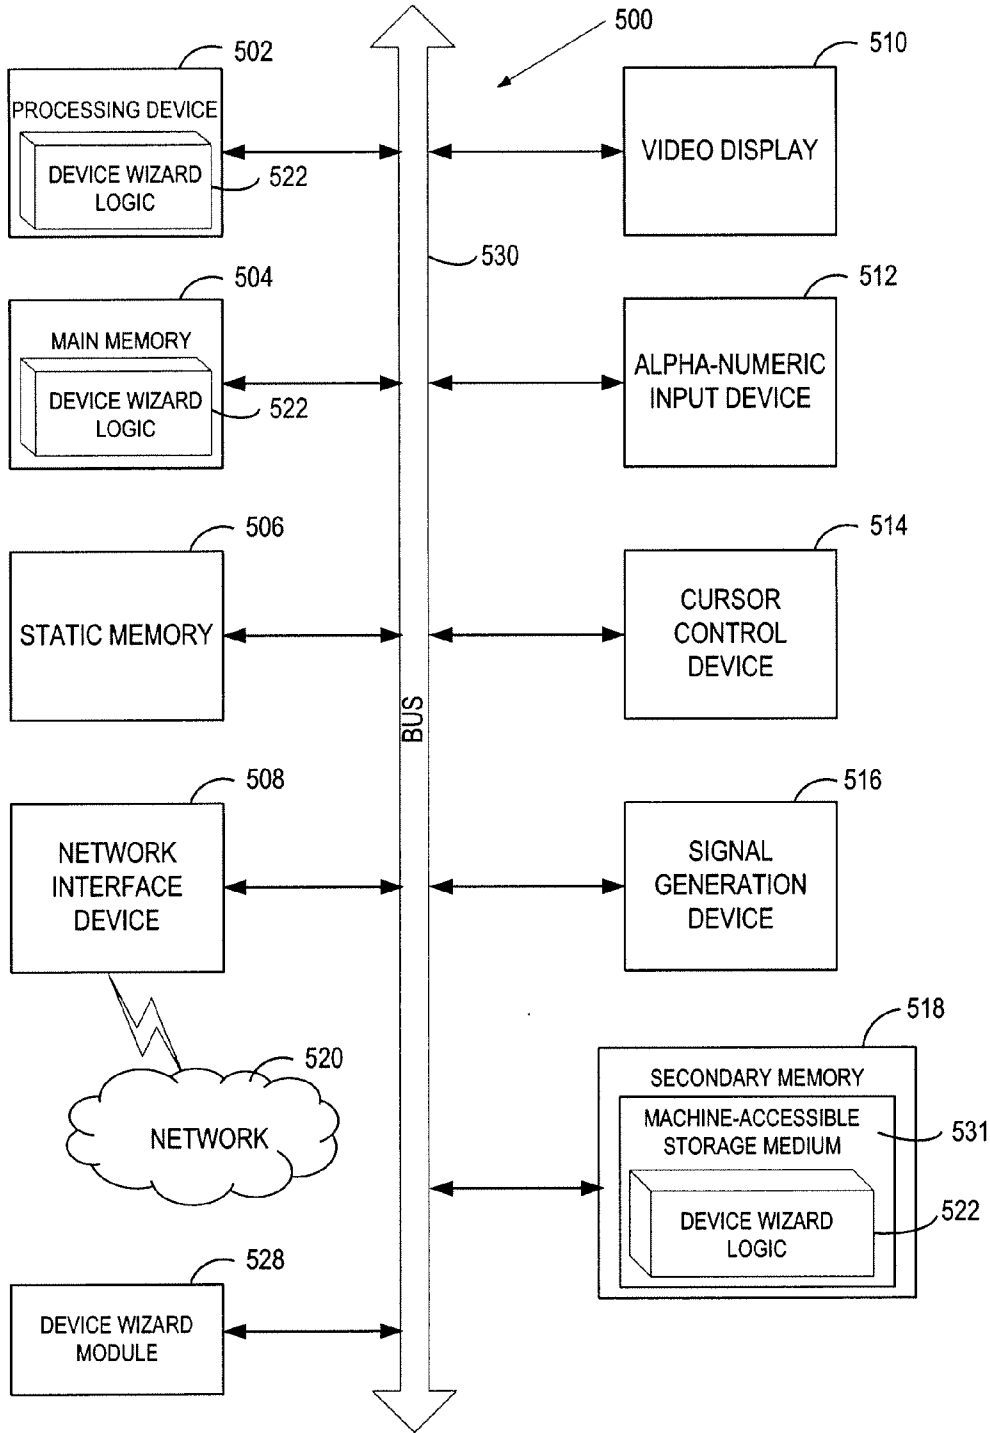 500
502
PROCESSING DEVICE
DEVICE WIZARD
LOGIC
522
504
MAIN MEMORY
DEVICE WIZARD
LOGIC
522
506
STATIC MEMORY
508
NETWORK
INTERFACE
DEVICE
520
NETWORK
528
DEVICE WIZARD
MODULE
530
BUS
510
VIDEO DISPLAY
512
ALPHA-NUMERIC
INPUT DEVICE
514
CURSOR
CONTROL
DEVICE
516
SIGNAL
GENERATION
DEVICE
518
SECONDARY MEMORY
MACHINE-ACCESSIBLE
STORAGE MEDIUM
531
DEVICE WIZARD
LOGIC
522